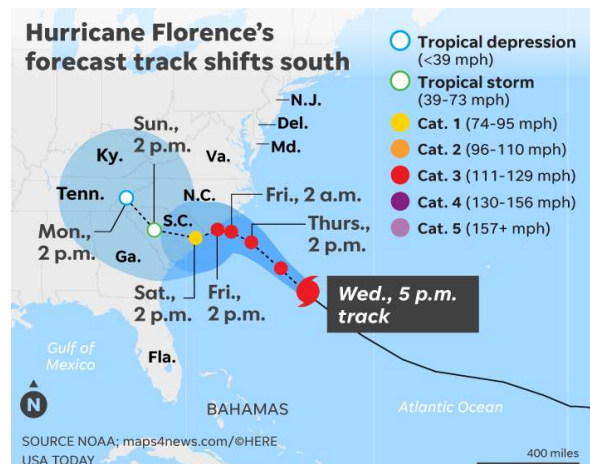 Hurricane Florence's
forecast track shifts south
Tropical depression
(<39 mph)
Tropical storm
(39-73 mph)
Cat. 1 (74-95 mph)
Cat. 2 (96-110 mph)
Cat. 3 (111-129 mph)
Cat. 4 (130-156 mph)
Cat. 5 (157+ mph)
N.J.
Del.
Md.
Sun.,
2 p.m.
Ky.
Va.
Tenn.
N.C.
Fri., 2 a.m.
S.C.
Thurs.,
2 p.m.
Mon.,
2 p.m.
Ga.
Sat.,
2 p.m.
Fri.,
2 p.m.
Wed., 5 p.m.
track
Gulf of
Mexico
Fla.
N
BAHAMAS
Atlantic Ocean
SOURCE NOAA; maps4news.com/©HERE
USA TODAY
400 miles